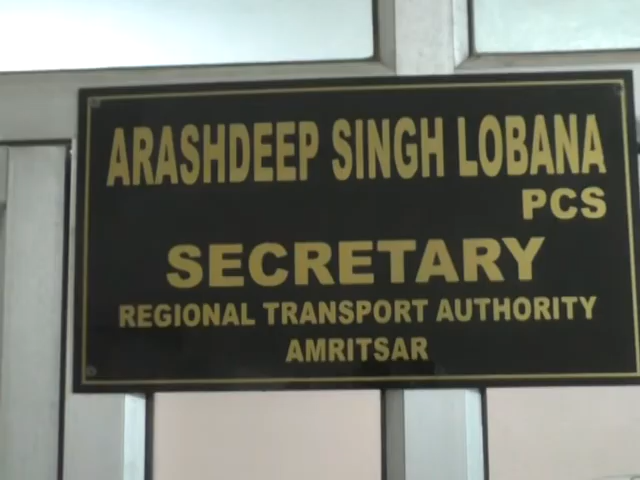 ARASHDEEP SINGH LOBANA
PCS
SECRETARY
REGIONAL TRANSPORT AUTHORITY
AMRITSAR